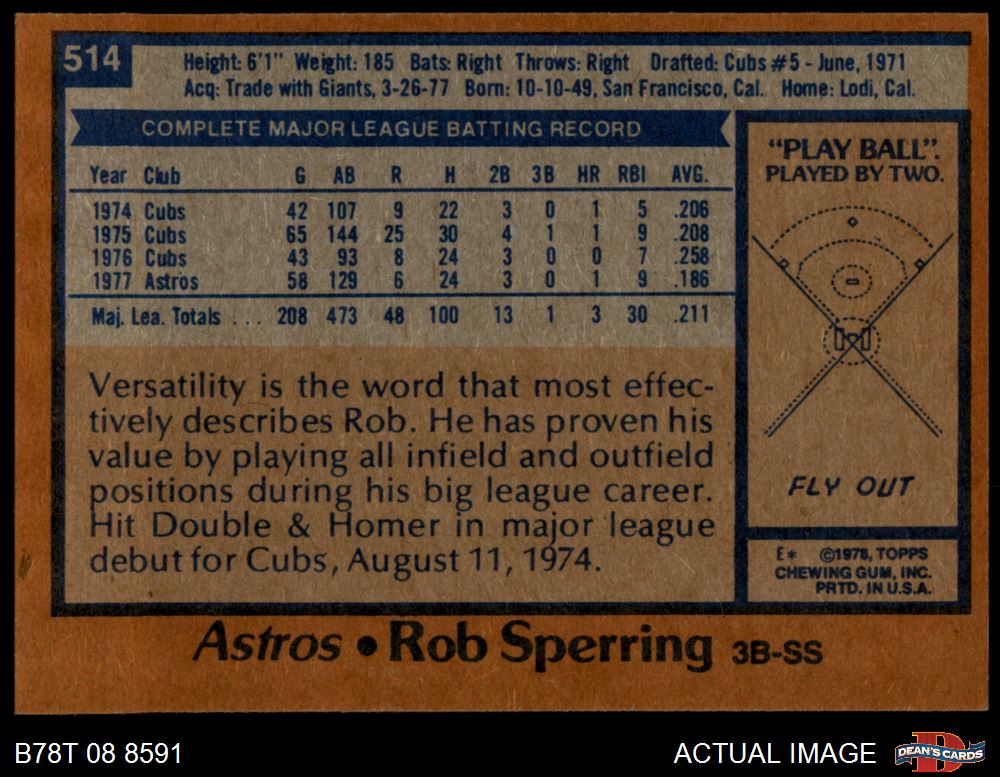 514
Height: 6'1" Weight: 185 Bats: Right Throws: Right Drafted: Cubs #5 - June, 1971
Acq: Trade with Giants, 3-26-77 Born: 10-10-49, San Francisco, Cal. Home: Lodi, Cal.
COMPLETE MAJOR LEAGUE BATTING RECORD
Year Club G AB R H 2B 3B HR RBI AVG.
1974 Cubs 42 107 9 22 3 0 1 5 .206
1975 Cubs 65 144 25 30 4 1 1 9 .208
1976 Cubs 43 93 8 24 3 0 0 7 .258
1977 Astros 58 129 6 24 3 0 1 9 .186
Maj. Lea. Totals . . . 208 473 48 100 13 1 3 30 .211
Versatility is the word that most effec-
tively describes Rob. He has proven his
value by playing all infield and outfield
positions during his big league career.
Hit Double & Homer in major league
debut for Cubs, August 11, 1974.
"PLAY BALL".
PLAYED BY TWO.
FLY OUT
E* ©1978, TOPPS
CHEWING GUM, INC.
PRTD. IN U.S.A.
Astros • Rob Sperring 3B-SS
B78T 08 8591
ACTUAL IMAGE
DEAN'S CARDS